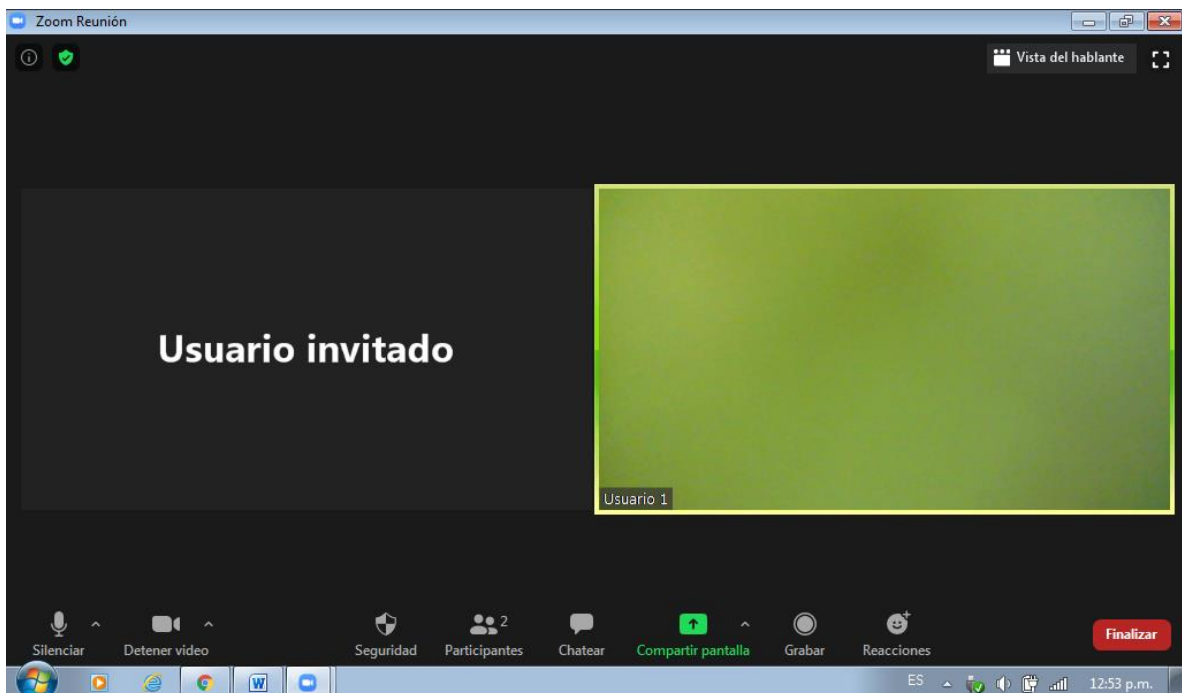 Zoom Reunión
Vista del hablante
Usuario invitado
Usuario 1
2
Silenciar
Detener video
Seguridad
Participantes
Chatear
Compartir pantalla
Grabar
Reacciones
Finalizar
W
ES
12:53 p.m.